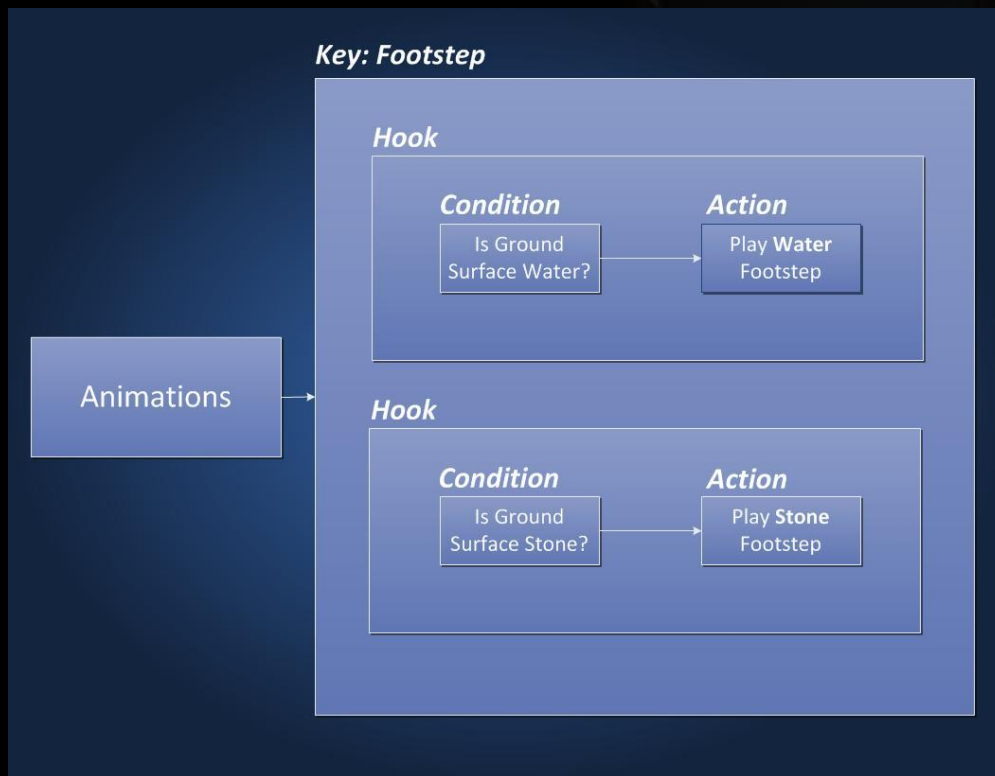 Key: Footstep
Hook
Condition
Action
Is Ground
Surface Water?
Play Water
Footstep
Animations
Hook
Condition
Action
Is Ground
Surface Stone?
Play Stone
Footstep